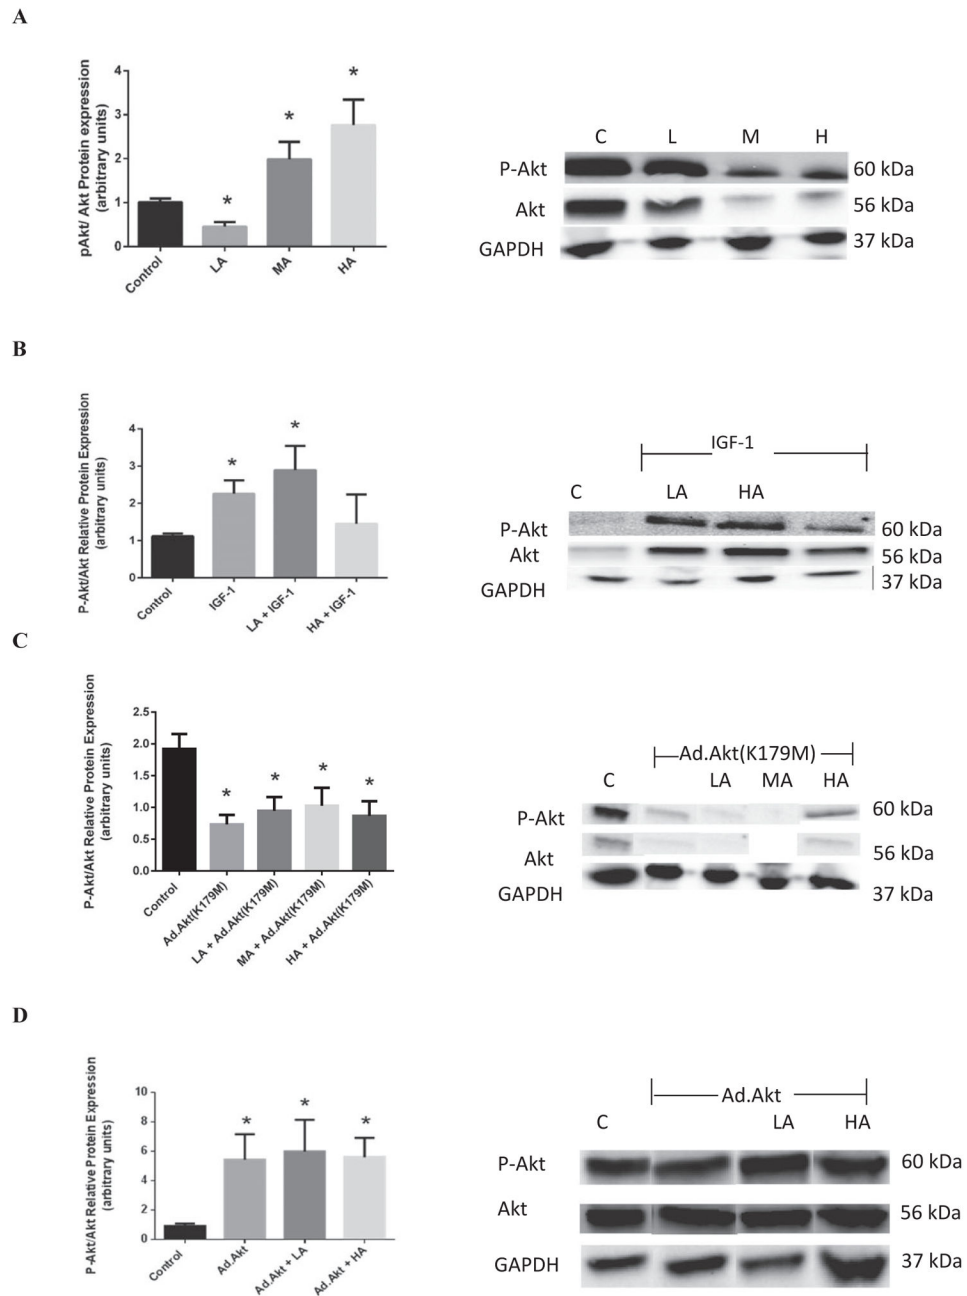 A
pAkt/ Akt Protein expression
(arbitrary units)
4
3
2
1
0
*
*
*
Control
LA
MA
HA
C L M H
P-Akt 60 kDa
Akt 56 kDa
GAPDH 37 kDa
B
P-Akt/Akt Relative Protein Expression
(arbitrary units)
4
3
2
1
0
*
*
Control
IGF-1
LA + IGF-1
HA + IGF-1
IGF-1
C LA HA
P-Akt 60 kDa
Akt 56 kDa
GAPDH 37 kDa
C
P-Akt/Akt Relative Protein Expression
(arbitrary units)
2.5
2.0
1.5
1.0
0.5
0.0
*
*
*
*
Control
Ad.Akt(K179M)
LA + Ad.Akt(K179M)
MA + Ad.Akt(K179M)
HA + Ad.Akt(K179M)
Ad.Akt(K179M)
C LA MA HA
P-Akt 60 kDa
Akt 56 kDa
GAPDH 37 kDa
D
P-Akt/Akt Relative Protein Expression
(arbitrary units)
10
8
6
4
2
0
*
*
*
Control
Ad.Akt
Ad.Akt + LA
Ad.Akt + HA
Ad.Akt
C LA HA
P-Akt 60 kDa
Akt 56 kDa
GAPDH 37 kDa